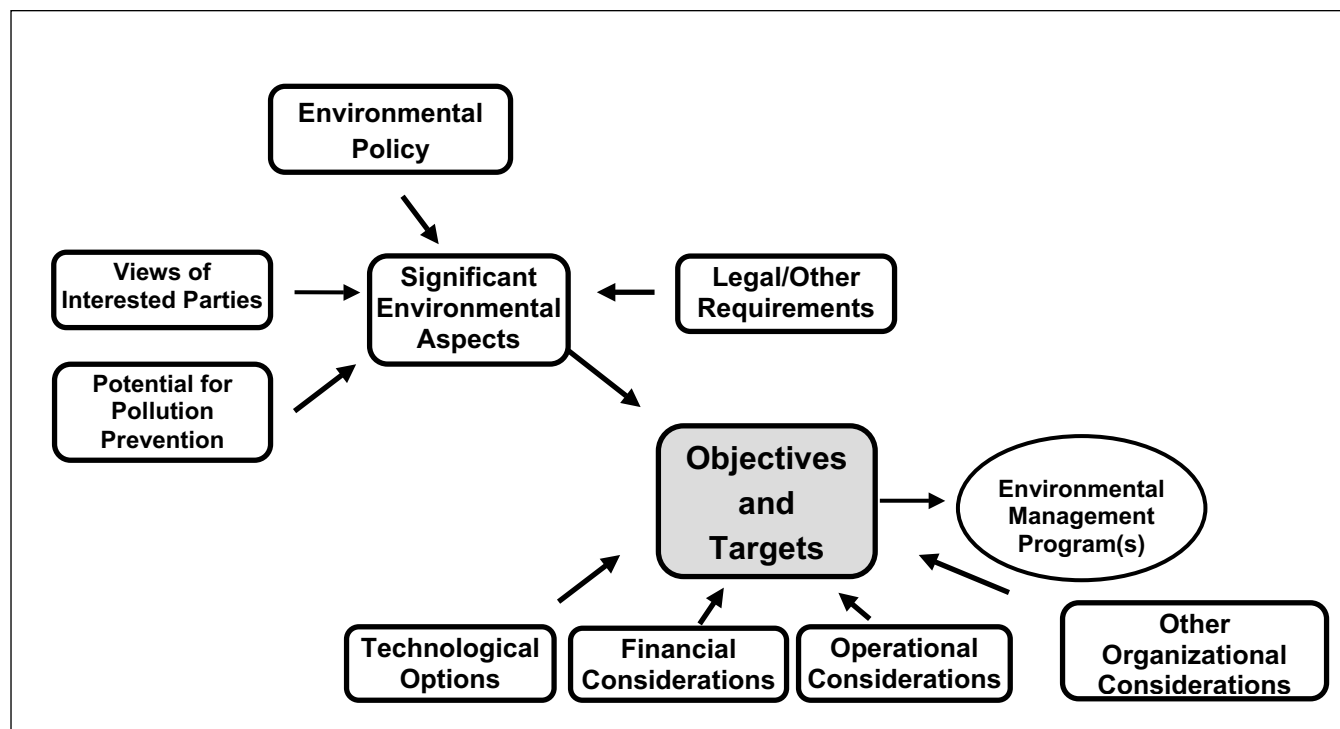 Environmental
Policy
Views of
Interested Parties
Significant
Environmental
Aspects
Legal/Other
Requirements
Potential for
Pollution
Prevention
Objectives
and
Targets
Environmental
Management
Program(s)
Technological
Options
Financial
Considerations
Operational
Considerations
Other
Organizational
Considerations